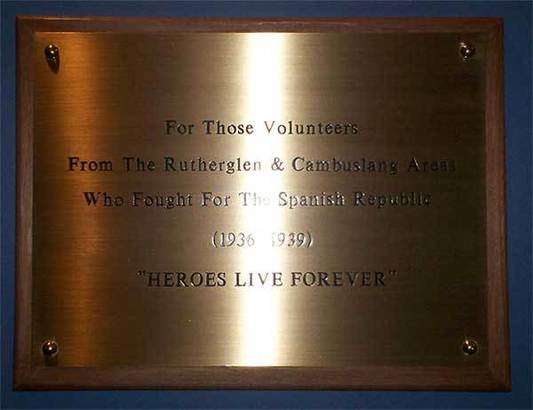 For Those Volunteers
From The Rutherglen & Cambuslang Areas
Who Fought For The Spanish Republic
(1936 1939)
"HEROES LIVE FOREVER"